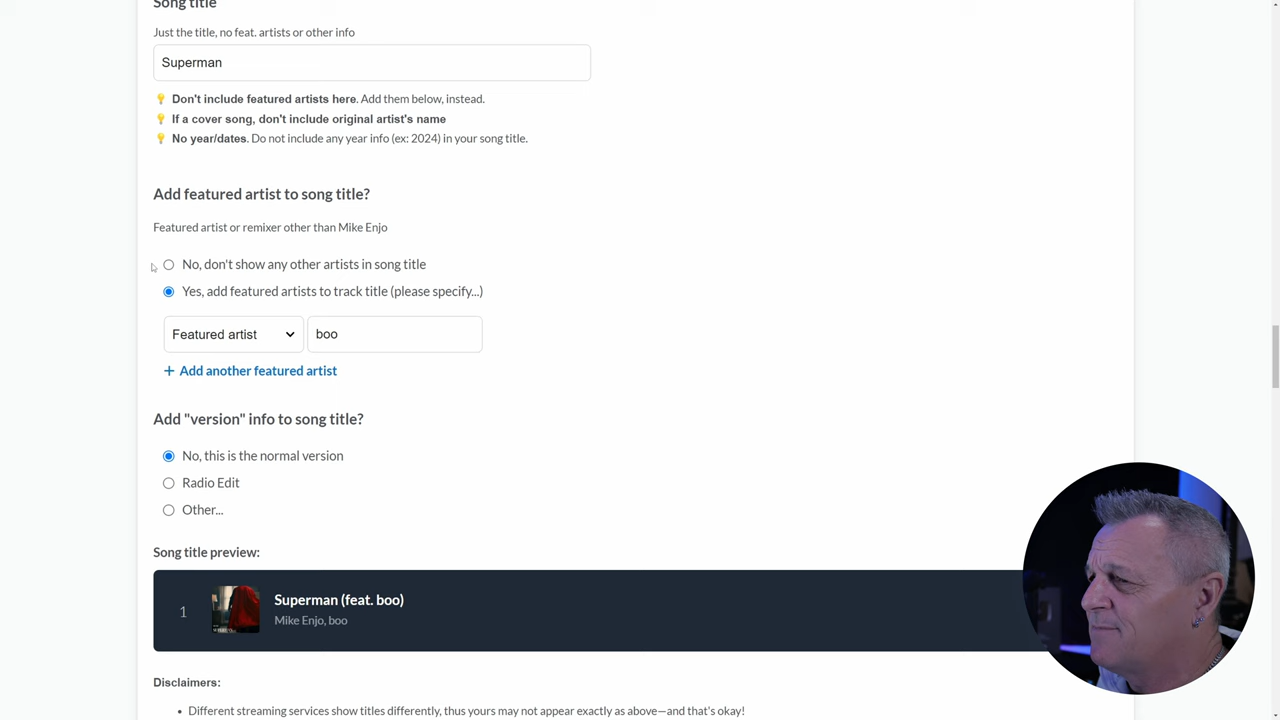 Song title
Just the title, no feat. artists or other info
Superman
Don't include featured artists here. Add them below, instead.
If a cover song, don't include original artist's name
No year/dates. Do not include any year info (ex: 2024) in your song title.
Add featured artist to song title?
Featured artist or remixer other than Mike Enjo
No, don't show any other artists in song title
Yes, add featured artists to track title (please specify...)
Featured artist boo
+ Add another featured artist
Add "version" info to song title?
No, this is the normal version
Radio Edit
Other...
Song title preview:
1 Superman (feat. boo)
Mike Enjo, boo
Disclaimers:
• Different streaming services show titles differently, thus yours may not appear exactly as above—and that's okay!